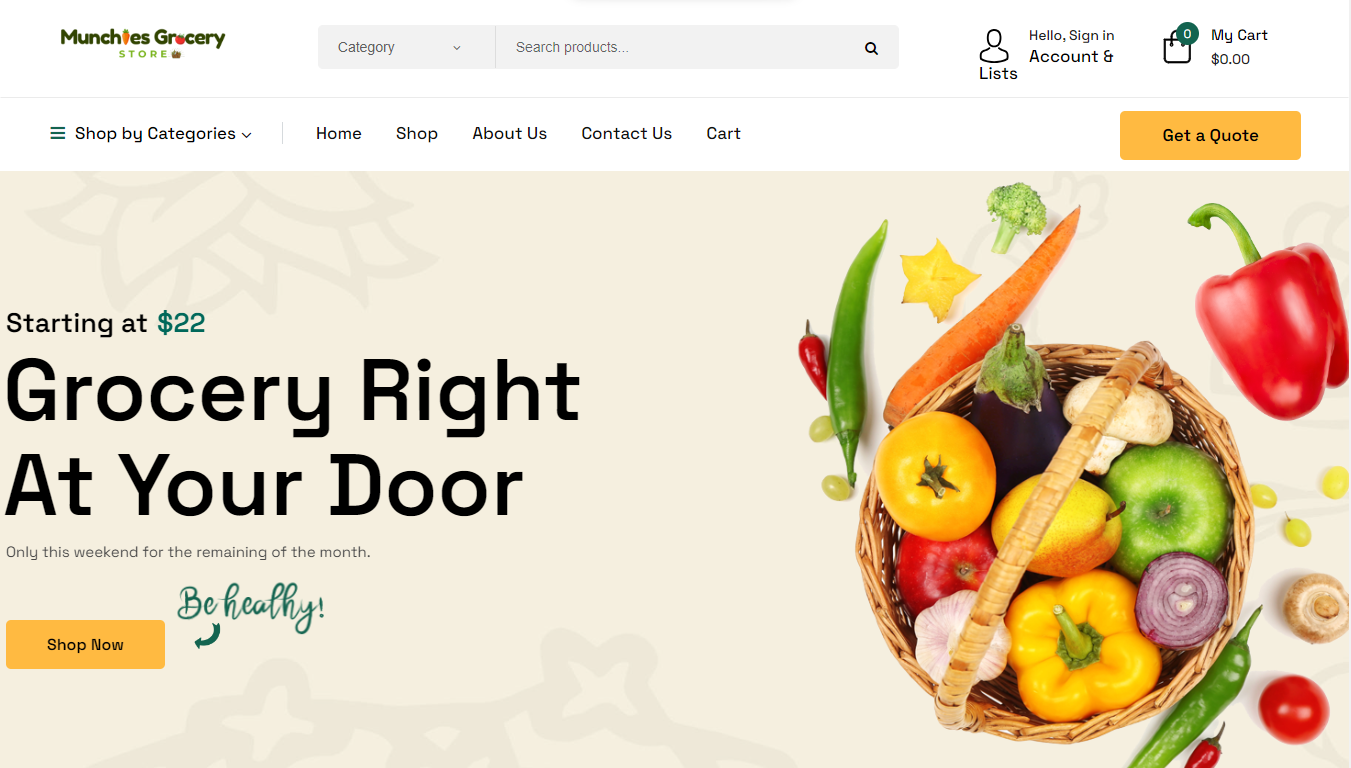 Munchies Grocery
STORE
Category
Search products...
Hello, Sign in
Account &
Lists
0
My Cart
$0.00
Shop by Categories
Home
Shop
About Us
Contact Us
Cart
Get a Quote
Starting at $22
Grocery Right
At Your Door
Only this weekend for the remaining of the month.
Be healhy!
Shop Now